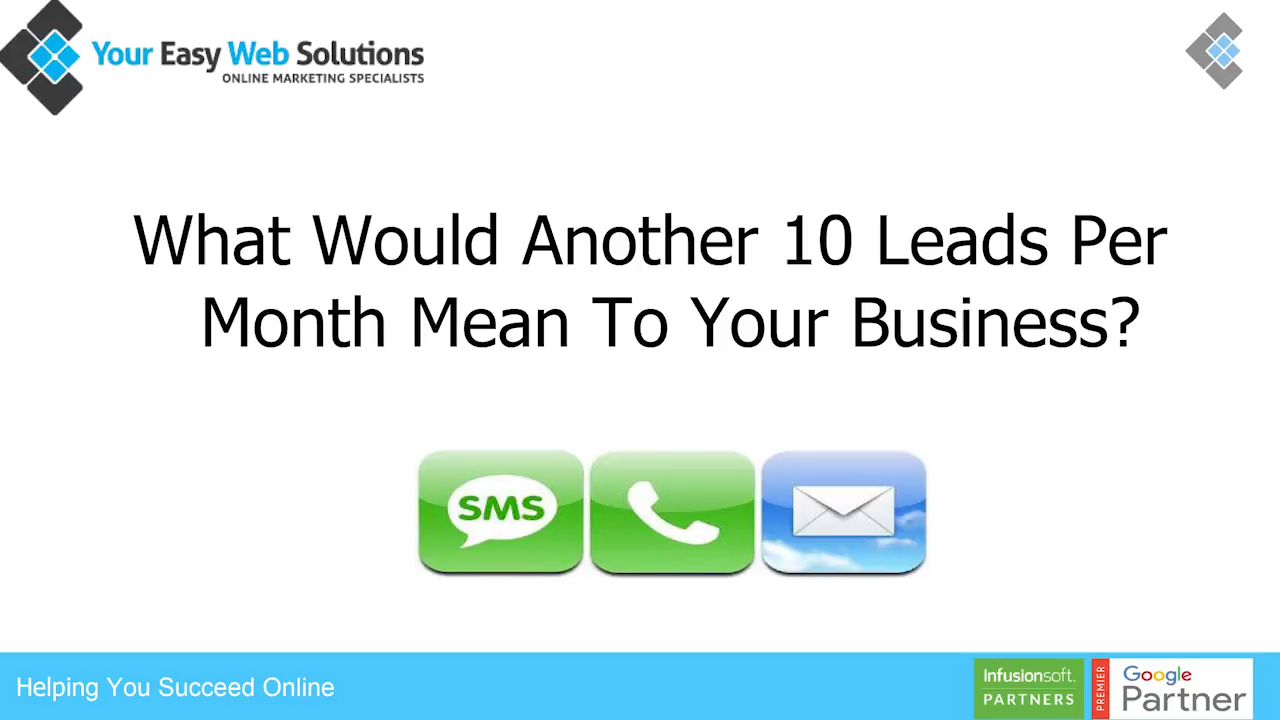 Your Easy Web Solutions
ONLINE MARKETING SPECIALISTS
What Would Another 10 Leads Per
Month Mean To Your Business?
SMS
Helping You Succeed Online
Infusionsoft.
PARTNERS
PREMIER
Google
Partner